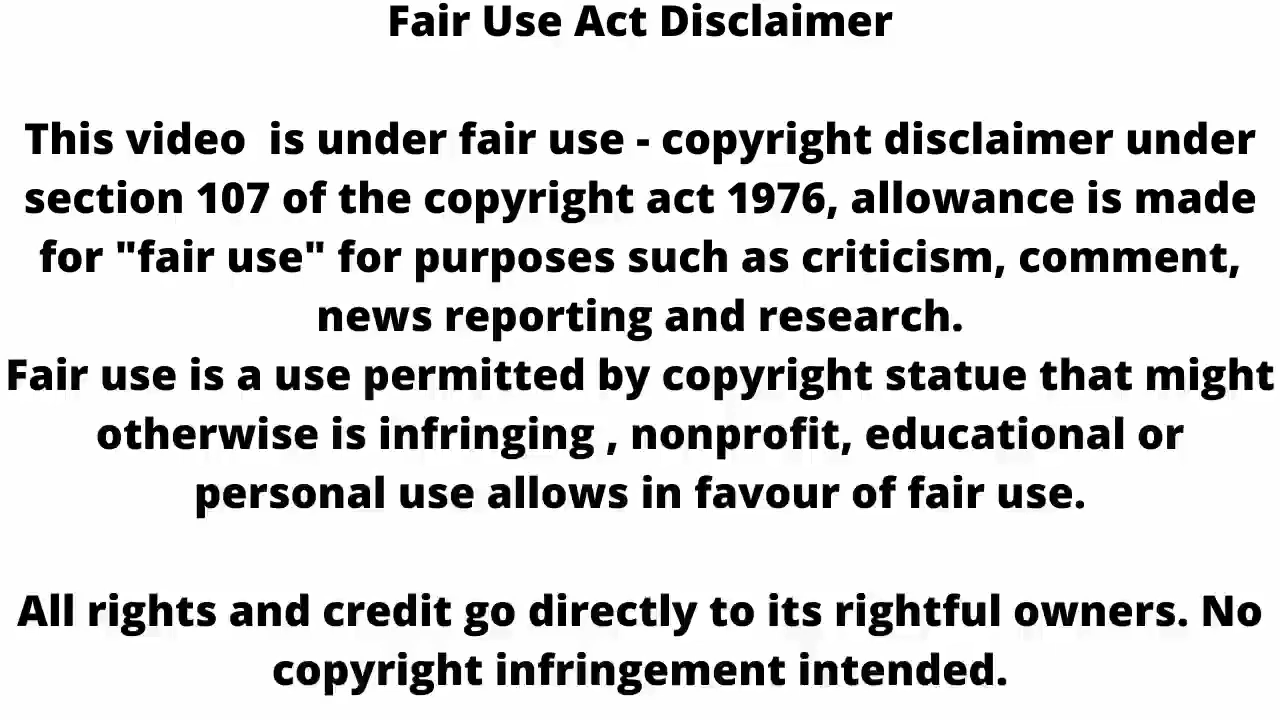 Fair Use Act Disclaimer
This video  is under fair use - copyright disclaimer under
section 107 of the copyright act 1976, allowance is made
for "fair use" for purposes such as criticism, comment,
news reporting and research.
Fair use is a use permitted by copyright statue that might
otherwise is infringing , nonprofit, educational or
personal use allows in favour of fair use.
All rights and credit go directly to its rightful owners. No
copyright infringement intended.